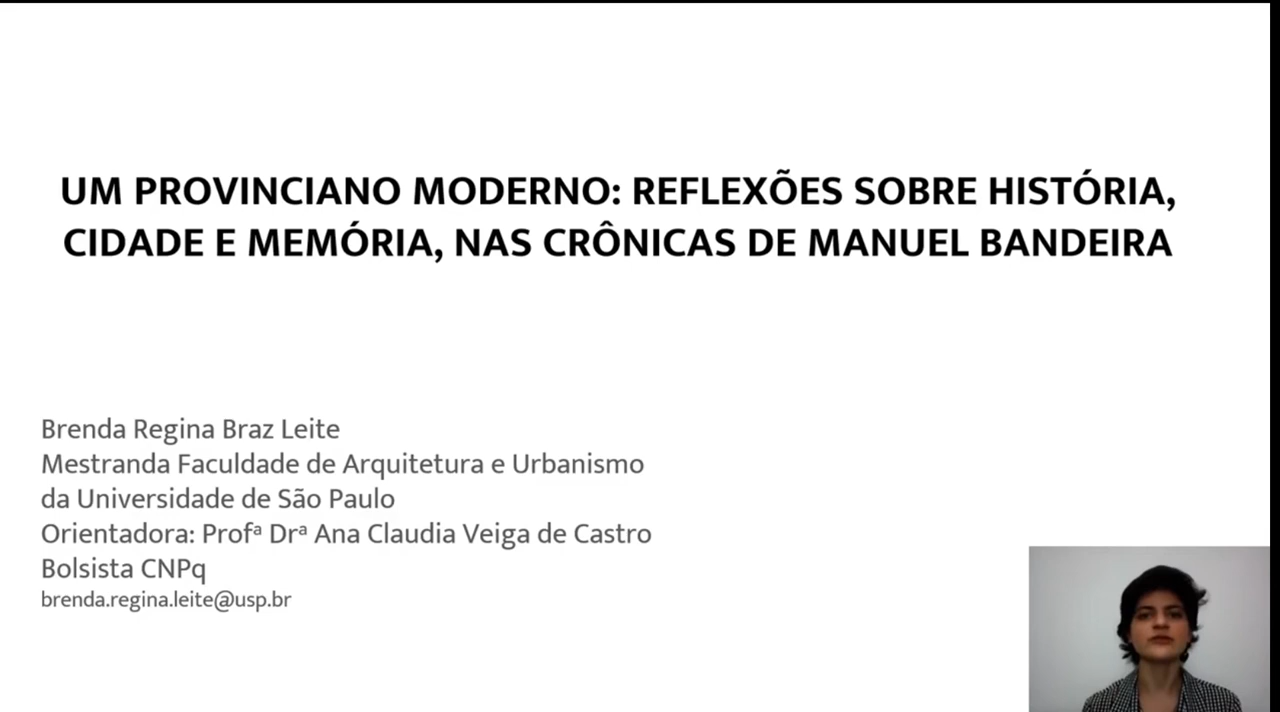 UM PROVINCIANO MODERNO: REFLEXÕES SOBRE HISTÓRIA,
CIDADE E MEMÓRIA, NAS CRÔNICAS DE MANUEL BANDEIRA
Brenda Regina Braz Leite
Mestranda Faculdade de Arquitetura e Urbanismo
da Universidade de São Paulo
Orientadora: Profª Drª Ana Claudia Veiga de Castro
Bolsista CNPq
brenda.regina.leite@usp.br